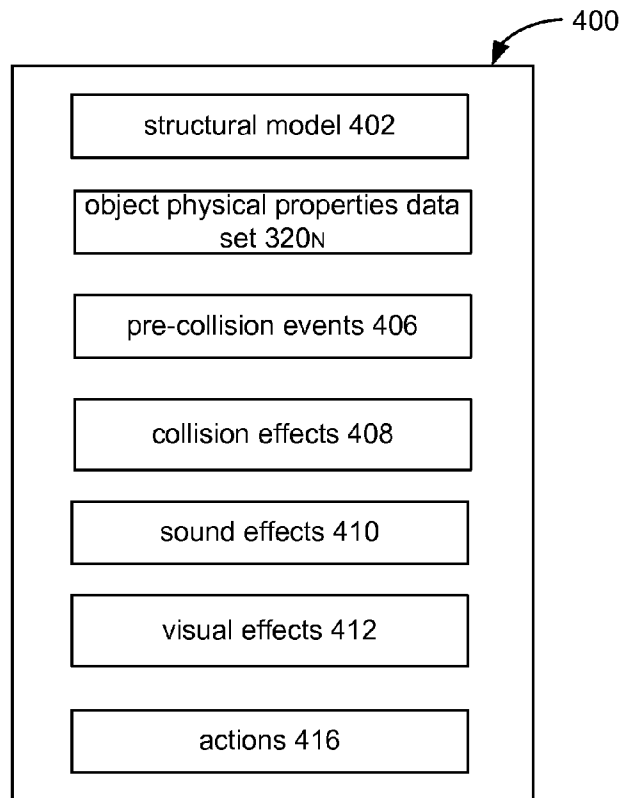 400
structural model 402
object physical properties data
set 320N
pre-collision events 406
collision effects 408
sound effects 410
visual effects 412
actions 416